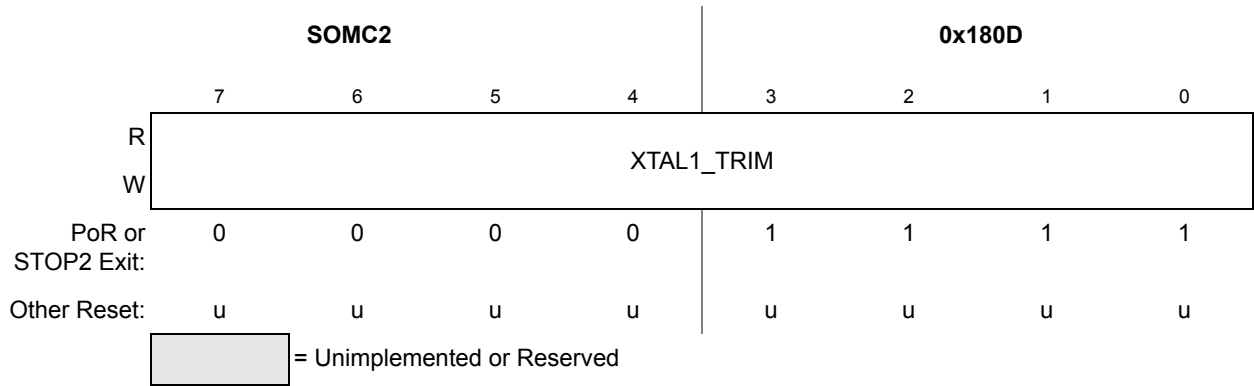 SOMC2 0x180D
7 6 5 4 3 2 1 0
R
XTAL1_TRIM
W
PoR or 0 0 0 0 1 1 1 1
STOP2 Exit:
Other Reset: u u u u u u u u
= Unimplemented or Reserved